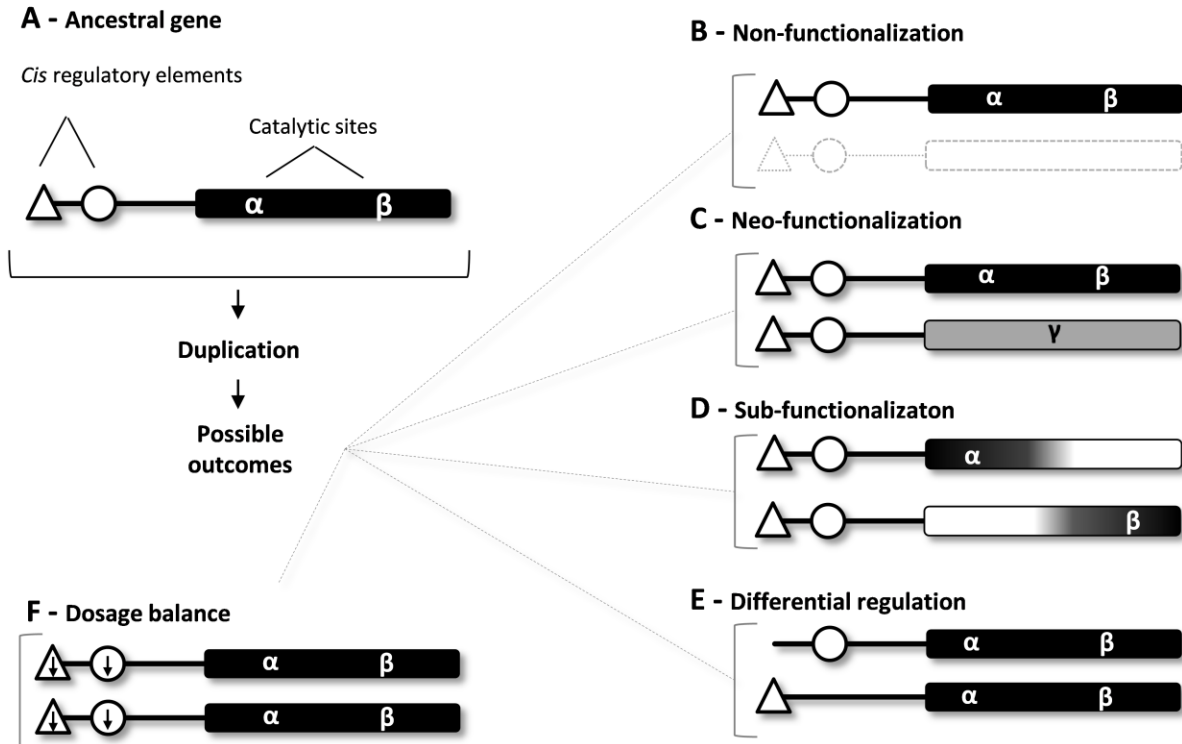 A - Ancestral gene
Cis regulatory elements
Catalytic sites
α β
Duplication
Possible
outcomes
B - Non-functionalization
α β
C - Neo-functionalization
α β
γ
D - Sub-functionalizaton
α
β
E - Differential regulation
α β
α β
F - Dosage balance
α β
α β